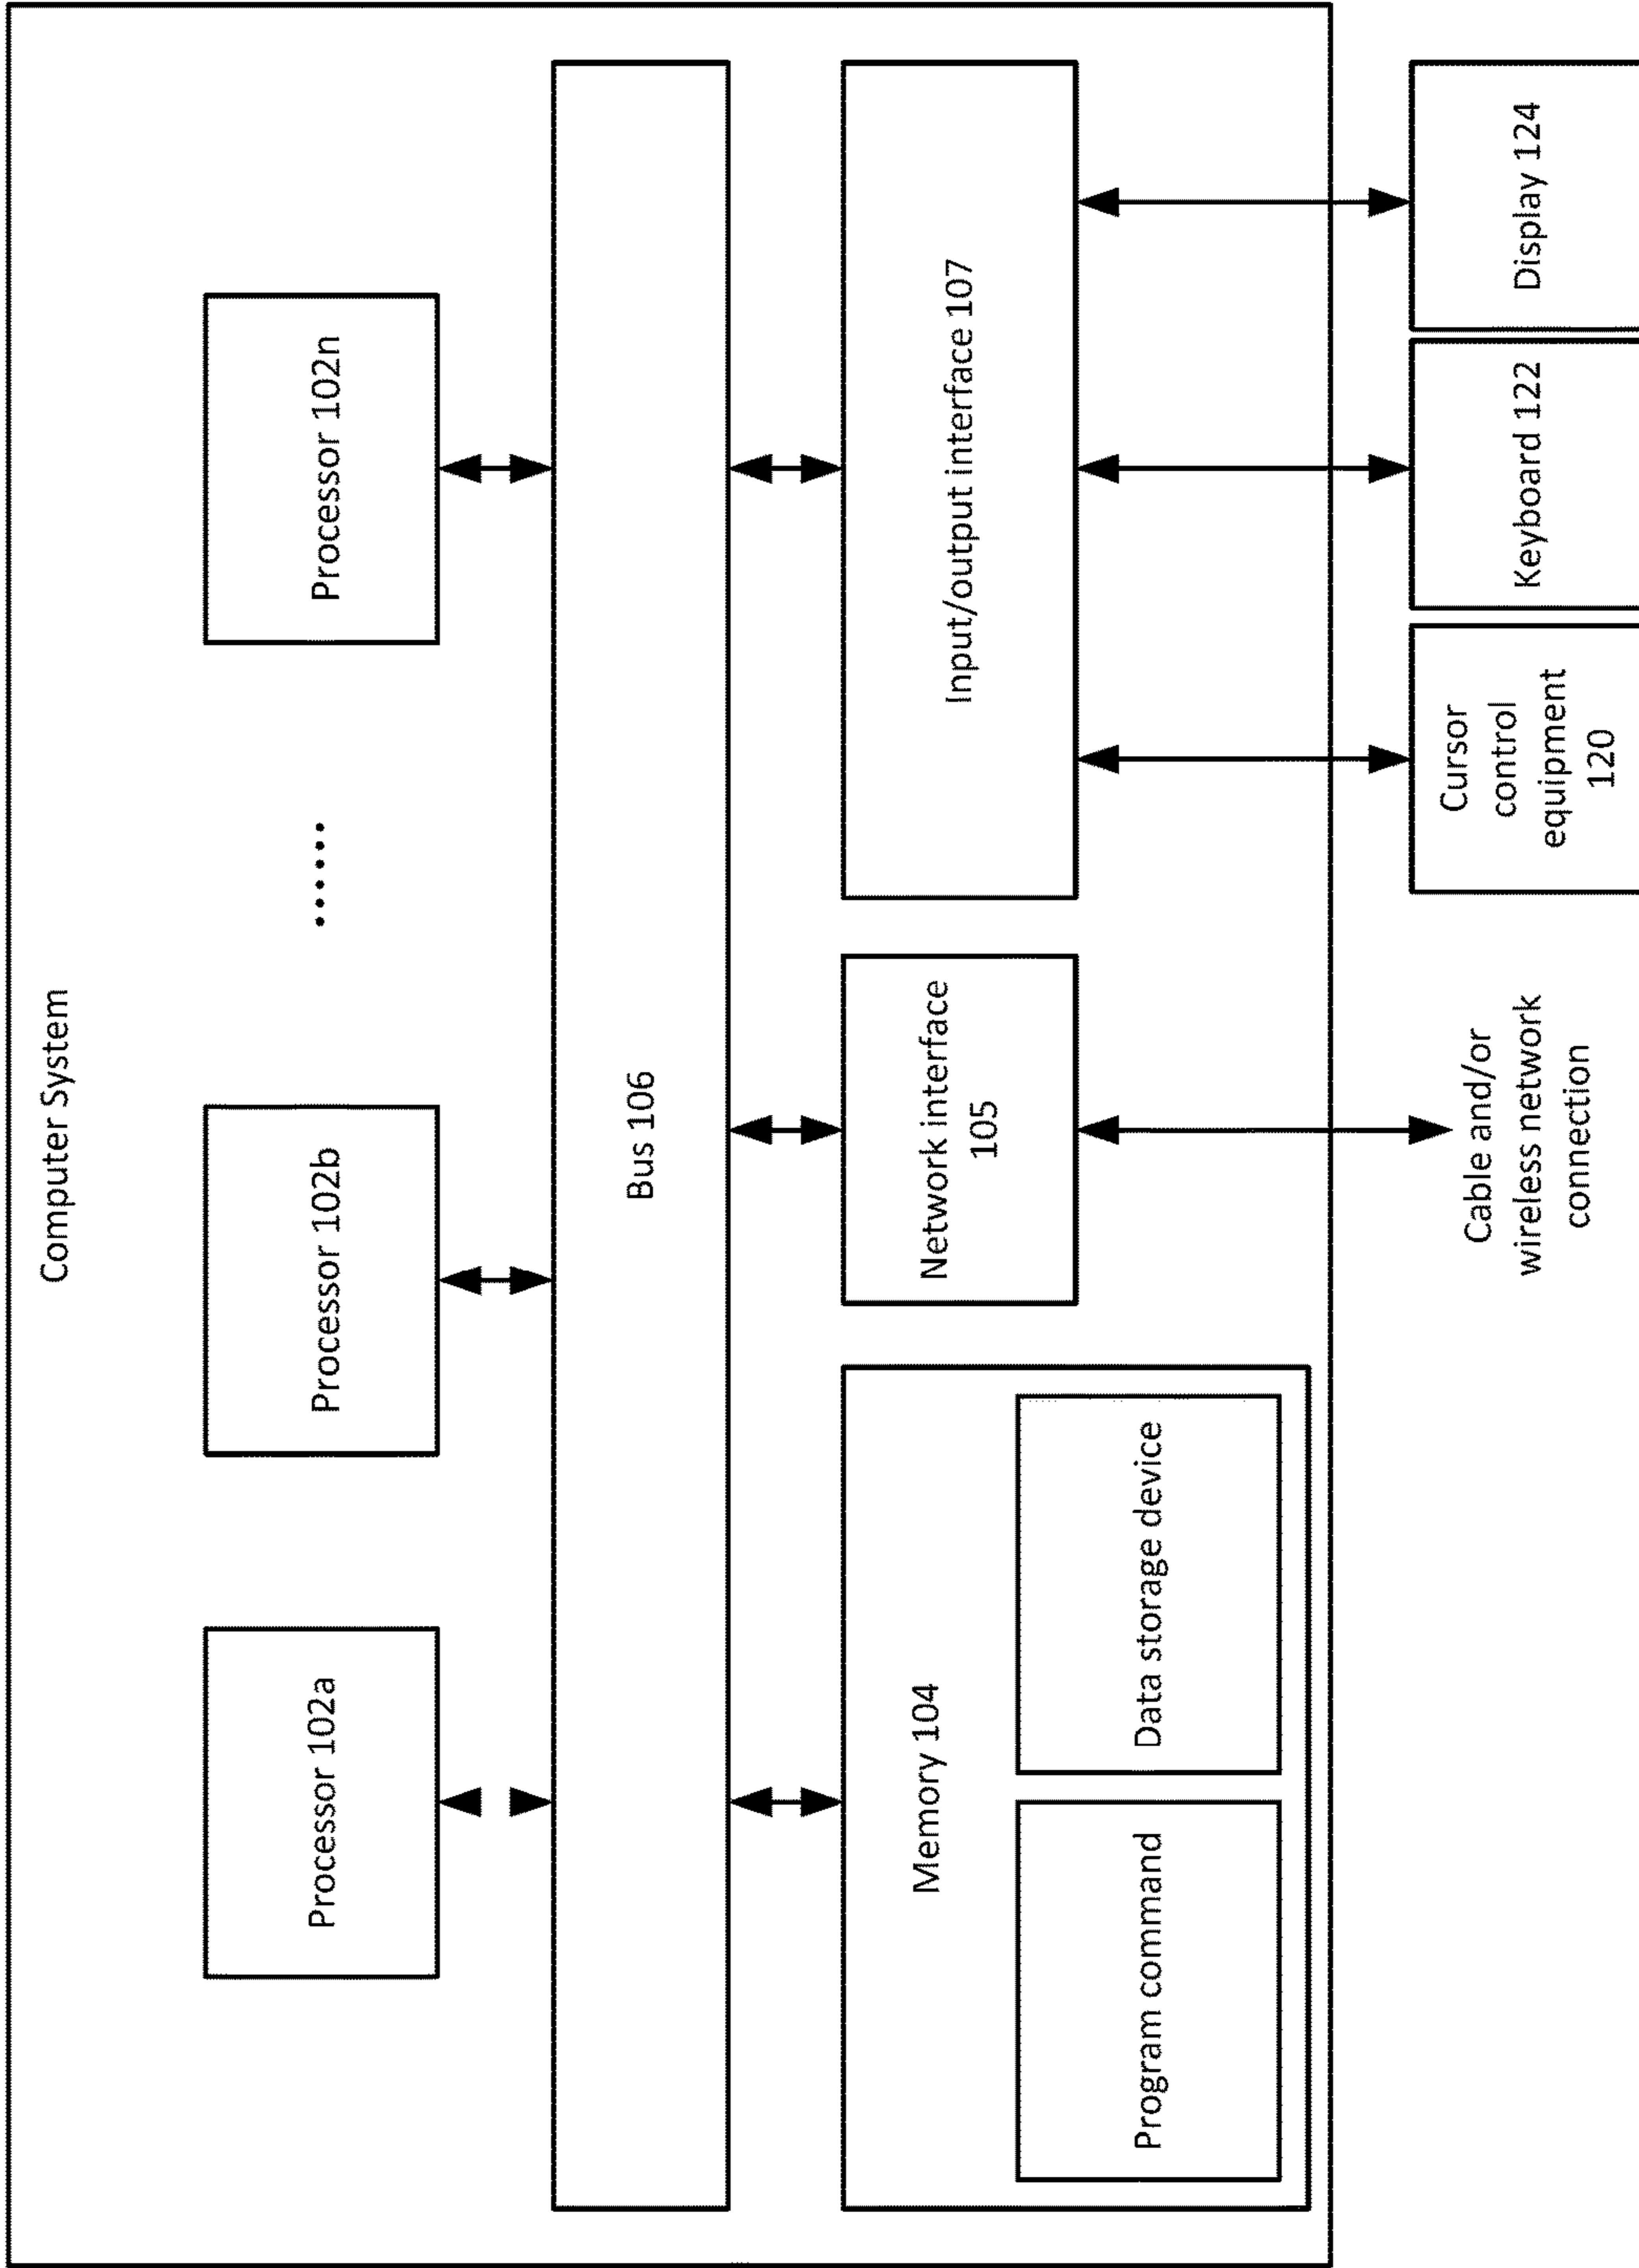 Computer System
Processor 102a
Processor 102b
......
Processor 102n
Bus 106
Memory 104
Program command
Data storage device
Network interface
105
Input/output interface 107
Cable and/or
wireless network
connection
Cursor
control
equipment
120
Keyboard 122
Display 124